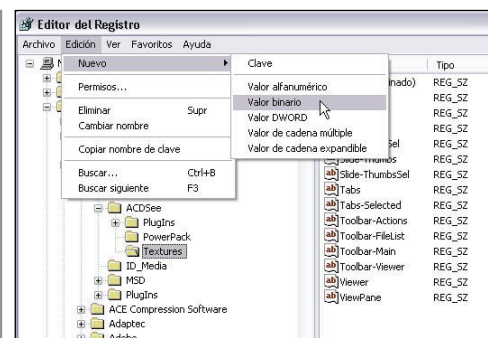 Editor del Registro
Archivo Edición Ver Favoritos Ayuda
Nuevo
Permisos...
Eliminar Supr
Cambiar nombre
Copiar nombre de clave
Buscar... Ctrl+B
Buscar siguiente F3
Clave
Valor alfanumérico
Valor binario
Valor DWORD
Valor de cadena múltiple
Valor de cadena expandible
ACDSee
PlugIns
PowerPack
Textures
ID_Media
MSD
PlugIns
ACE Compression Software
Adaptec
Adobe
Tipo
REG_SZ
REG_SZ
REG_SZ
REG_SZ
REG_SZ
Slide-Thumbs REG_SZ
Slide-ThumbsSel REG_SZ
Tabs REG_SZ
Tabs-Selected REG_SZ
Toolbar-Actions REG_SZ
Toolbar-FileList REG_SZ
Toolbar-Main REG_SZ
Toolbar-Viewer REG_SZ
Viewer REG_SZ
ViewPane REG_SZ